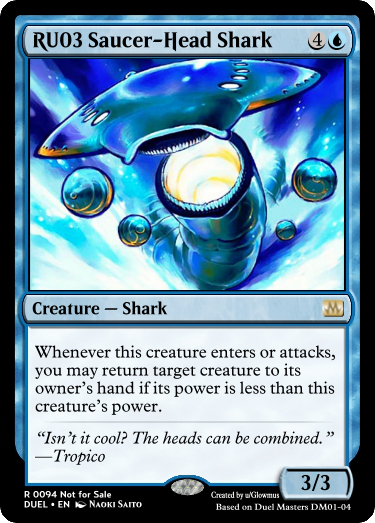 RU03 Saucer-Head Shark 4
Creature — Shark
Whenever this creature enters or attacks,
you may return target creature to its
owner's hand if its power is less than this
creature's power.
“Isn't it cool? The heads can be combined.”
—Tropico
3/3
R 0094 Not for Sale
DUEL • EN Naoki Saito
Created by u/Glowmus
Based on Duel Masters DM01-04